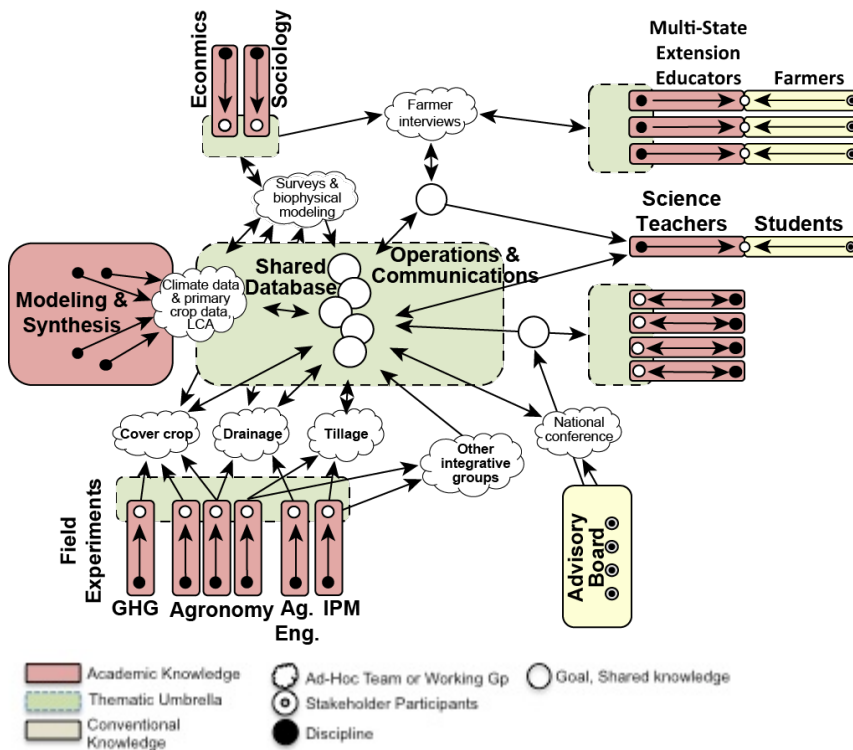 Econmics
Sociology
Multi-State
Extension
Educators
Farmers
Farmer
interviews
Surveys &
biophysical
modeling
Science
Teachers
Students
Modeling &
Synthesis
Climate data
& primary
crop data,
LCA
Shared
Database
Operations &
Communications
Cover crop
Drainage
Tillage
Other
integrative
groups
National
conference
Field
Experiments
GHG
Agronomy
Ag.
Eng.
IPM
Advisory
Board
Academic Knowledge
Thematic Umbrella
Conventional
Knowledge
Ad-Hoc Team or Working Gp
Stakeholder Participants
Discipline
Goal, Shared knowledge